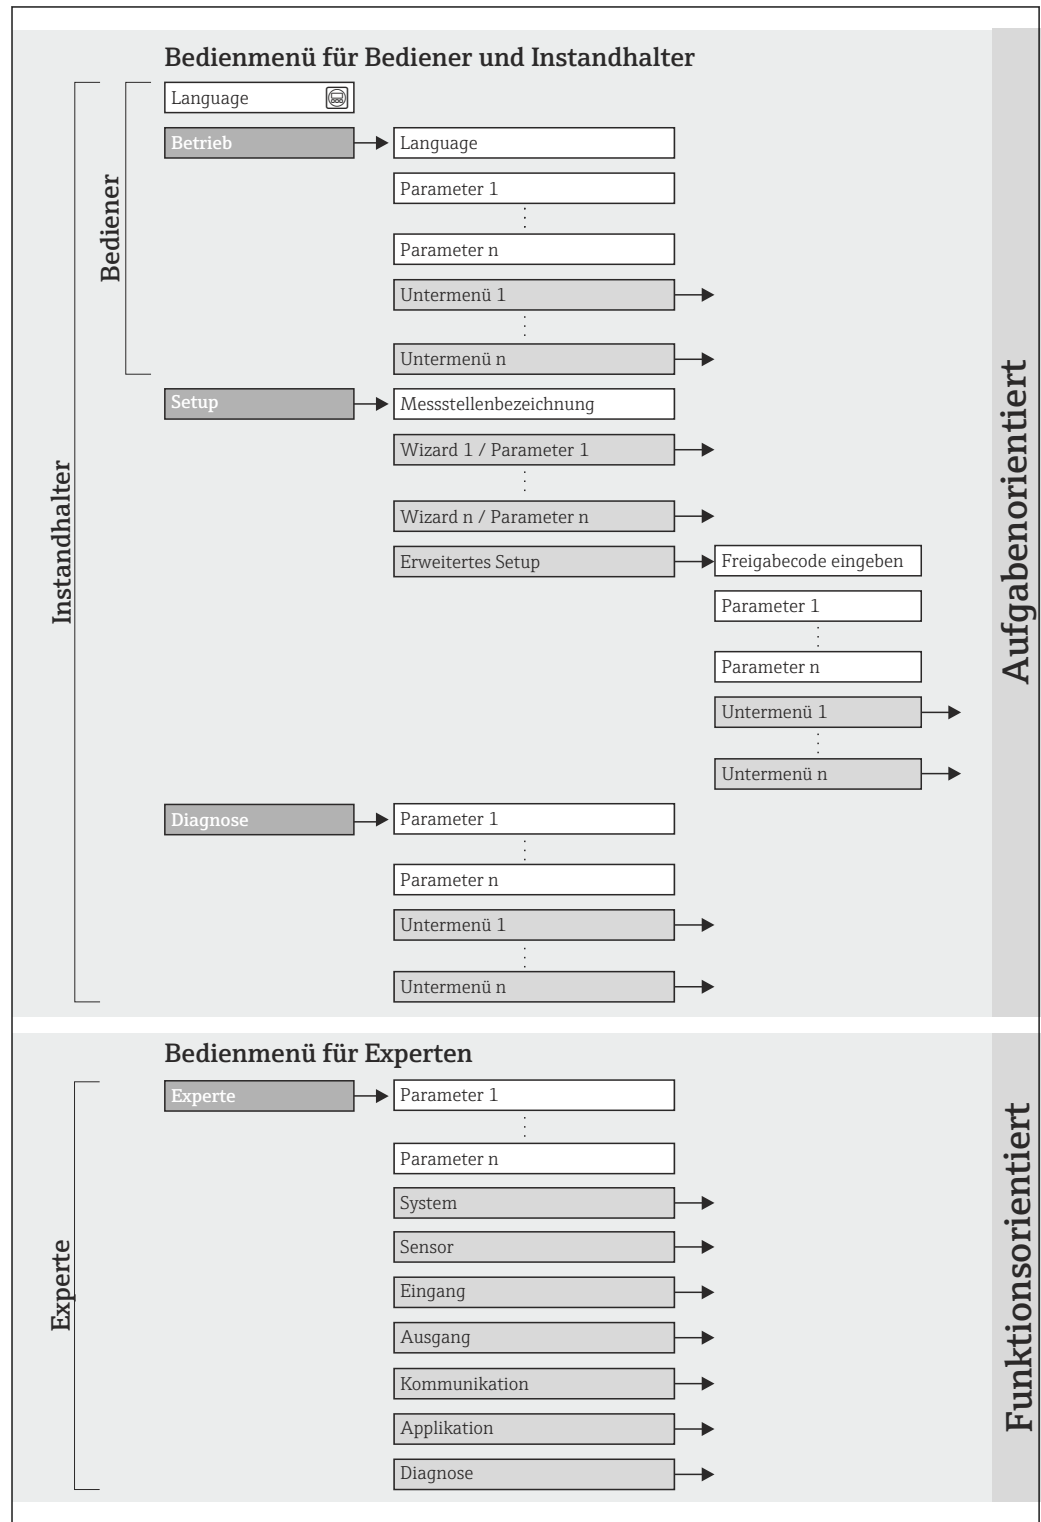 Bedienmenü für Bediener und Instandhalter
Language
Betrieb
Language
Parameter 1
Parameter n
Untermenü 1
Untermenü n
Bediener
Setup
Messstellenbezeichnung
Wizard 1 / Parameter 1
Wizard n / Parameter n
Erweitertes Setup
Freigabecode eingeben
Parameter 1
Parameter n
Untermenü 1
Untermenü n
Diagnose
Parameter 1
Parameter n
Untermenü 1
Untermenü n
Instandhalter
Aufgabenorientiert
Bedienmenü für Experten
Experte
Parameter 1
Parameter n
System
Sensor
Eingang
Ausgang
Kommunikation
Applikation
Diagnose
Experte
Funktionsorientiert